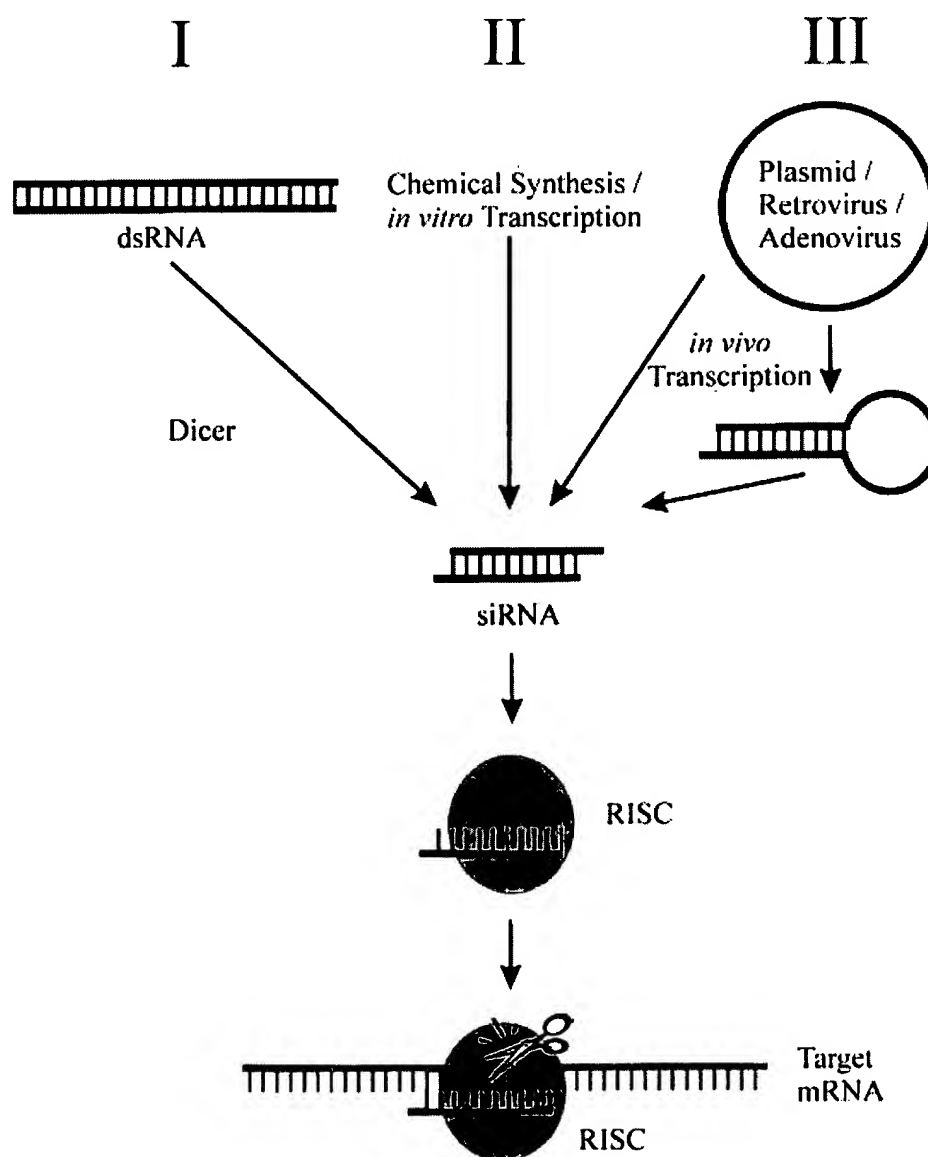 I
II
III
dsRNA
Chemical Synthesis /
in vitro Transcription
Plasmid /
Retrovirus /
Adenovirus
in vivo
Transcription
Dicer
siRNA
RISC
Target
mRNA
RISC